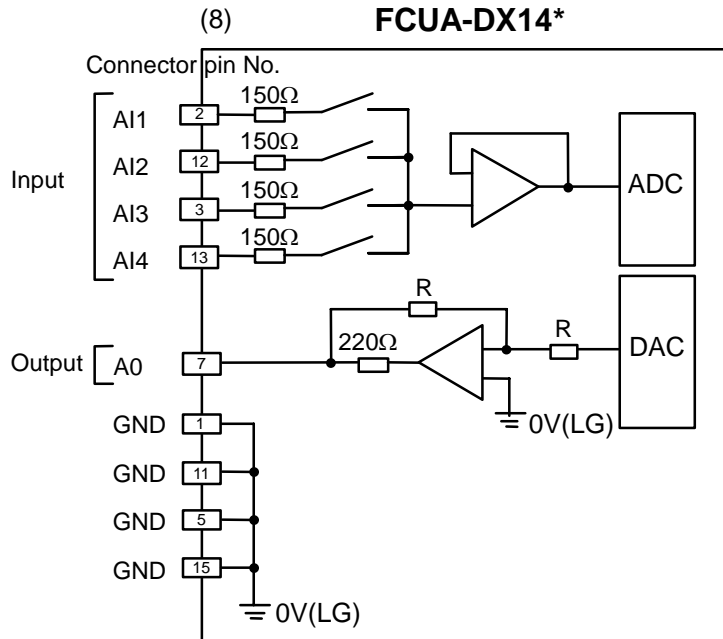 (8) FCUA-DX14*
Connector pin No.
150Ω
AI1 2
150Ω
AI2 12
Input
150Ω
AI3 3
150Ω
AI4 13
ADC
R
R
220Ω
DAC
Output A0 7
0V(LG)
GND 1
GND 11
GND 5
GND 15
0V(LG)